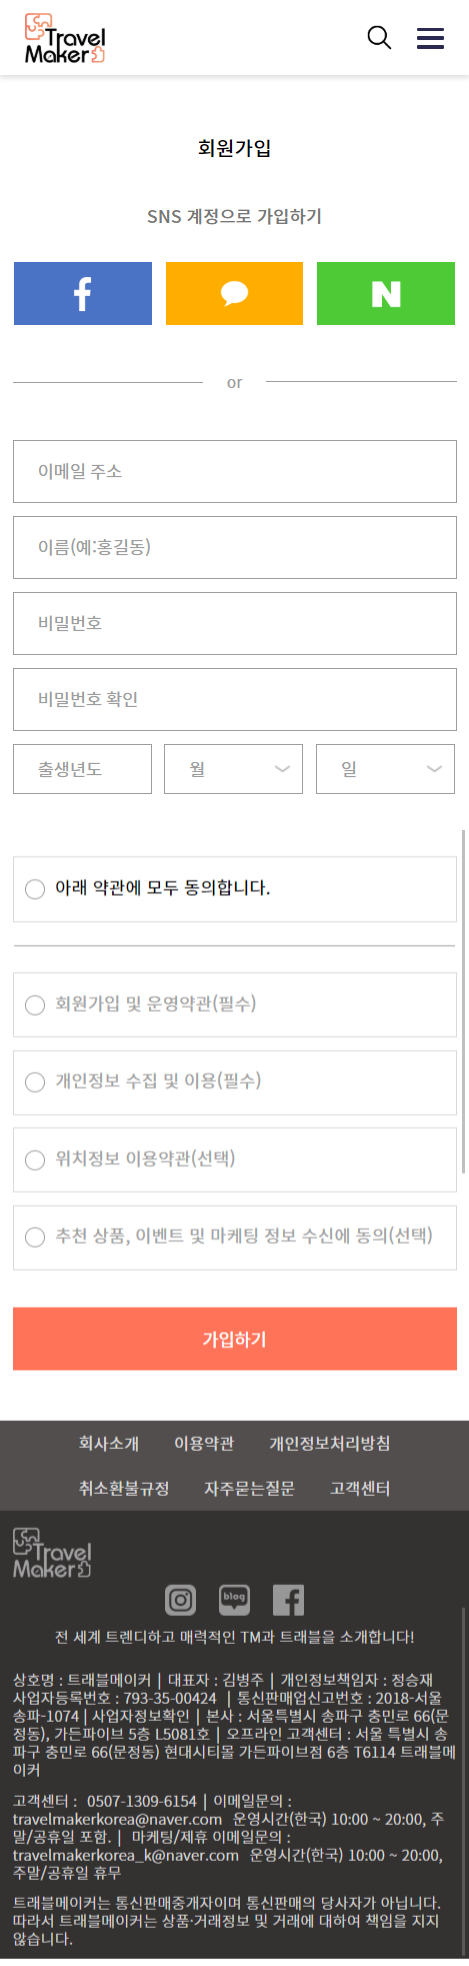 Travel
Maker
회원가입
SNS 계정으로 가입하기
or
이메일 주소
이름(예:홍길동)
비밀번호
비밀번호 확인
출생년도 월 일
아래 약관에 모두 동의합니다.
회원가입 및 운영약관(필수)
개인정보 수집 및 이용(필수)
위치정보 이용약관(선택)
추천 상품, 이벤트 및 마케팅 정보 수신에 동의(선택)
가입하기
회사소개 이용약관 개인정보처리방침
취소환불규정 자주묻는질문 고객센터
Travel
Maker
blog
전 세계 트렌디하고 매력적인 TM과 트래블을 소개합니다!
상호명 : 트래블메이커 | 대표자 : 김병주 | 개인정보책임자 : 정승재
사업자등록번호 : 793-35-00424 | 통신판매업신고번호 : 2018-서울
송파-1074 | 사업자정보확인 | 본사 : 서울특별시 송파구 충민로 66(문
정동), 가든파이브 5층 L5081호 | 오프라인 고객센터 : 서울 특별시 송
파구 충민로 66(문정동) 현대시티몰 가든파이브점 6층 T6114 트래블메
이커
고객센터 : 0507-1309-6154 | 이메일문의 :
travelmakerkorea@naver.com 운영시간(한국) 10:00 ~ 20:00, 주
말/공휴일 포함. | 마케팅/제휴 이메일문의 :
travelmakerkorea_k@naver.com 운영시간(한국) 10:00 ~ 20:00,
주말/공휴일 휴무
트래블메이커는 통신판매중개자이며 통신판매의 당사자가 아닙니다.
따라서 트래블메이커는 상품·거래정보 및 거래에 대하여 책임을 지지
않습니다.